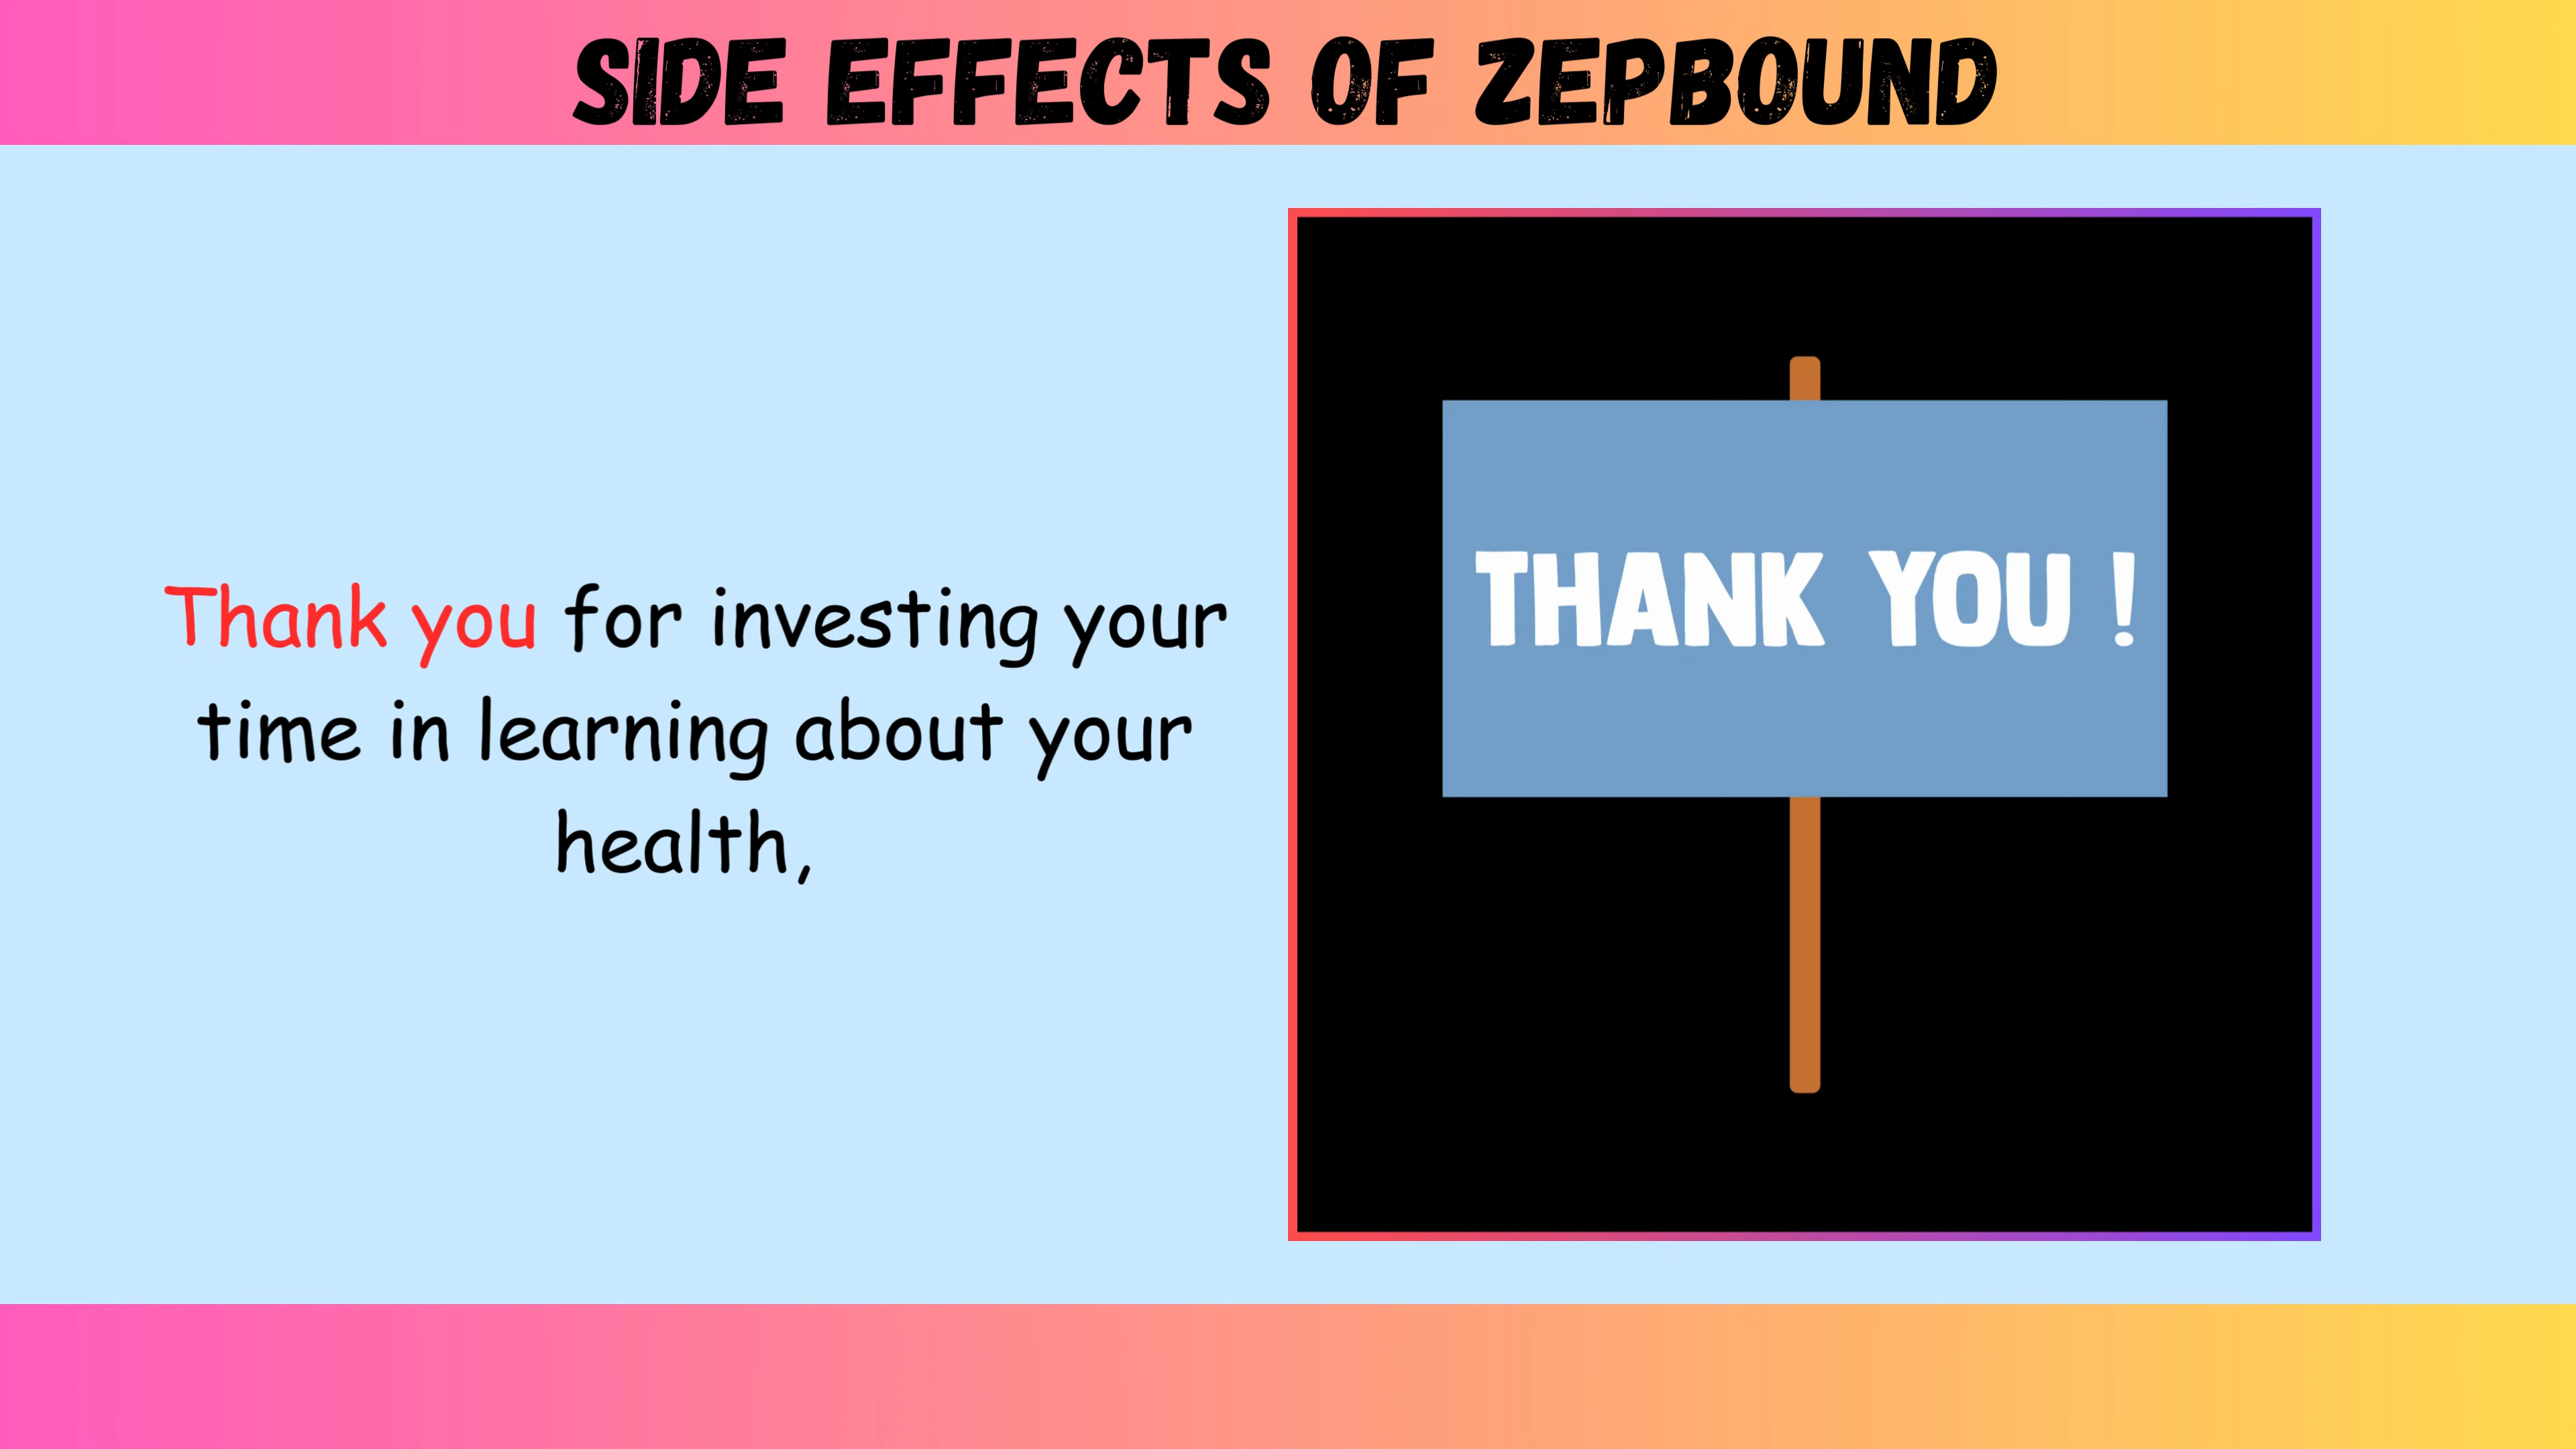 SIDE EFFECTS OF ZEPBOUND
Thank you for investing your
time in learning about your
health,
THANK YOU !